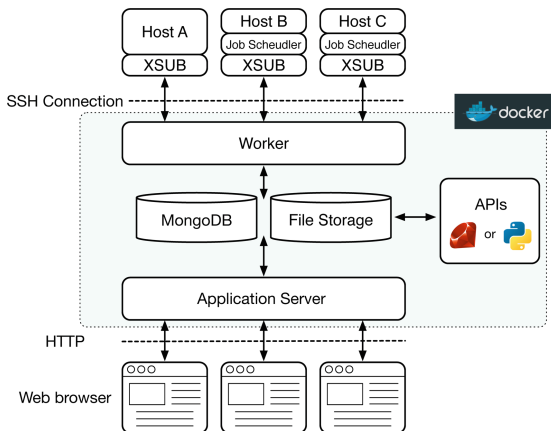 Host A
Host B
Job Scheudler
Host C
Job Scheudler
XSUB
XSUB
XSUB
SSH Connection
docker
Worker
MongoDB
File Storage
APIs
or
Application Server
HTTP
Web browser